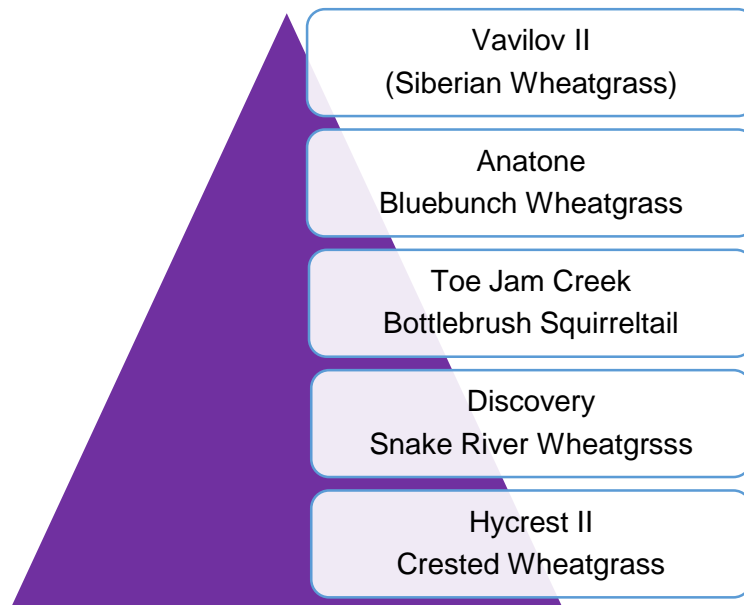 Vavilov II
(Siberian Wheatgrass)
Anatone
Bluebunch Wheatgrass
Toe Jam Creek
Bottlebrush Squirreltail
Discovery
Snake River Wheatgrsss
Hycrest II
Crested Wheatgrass